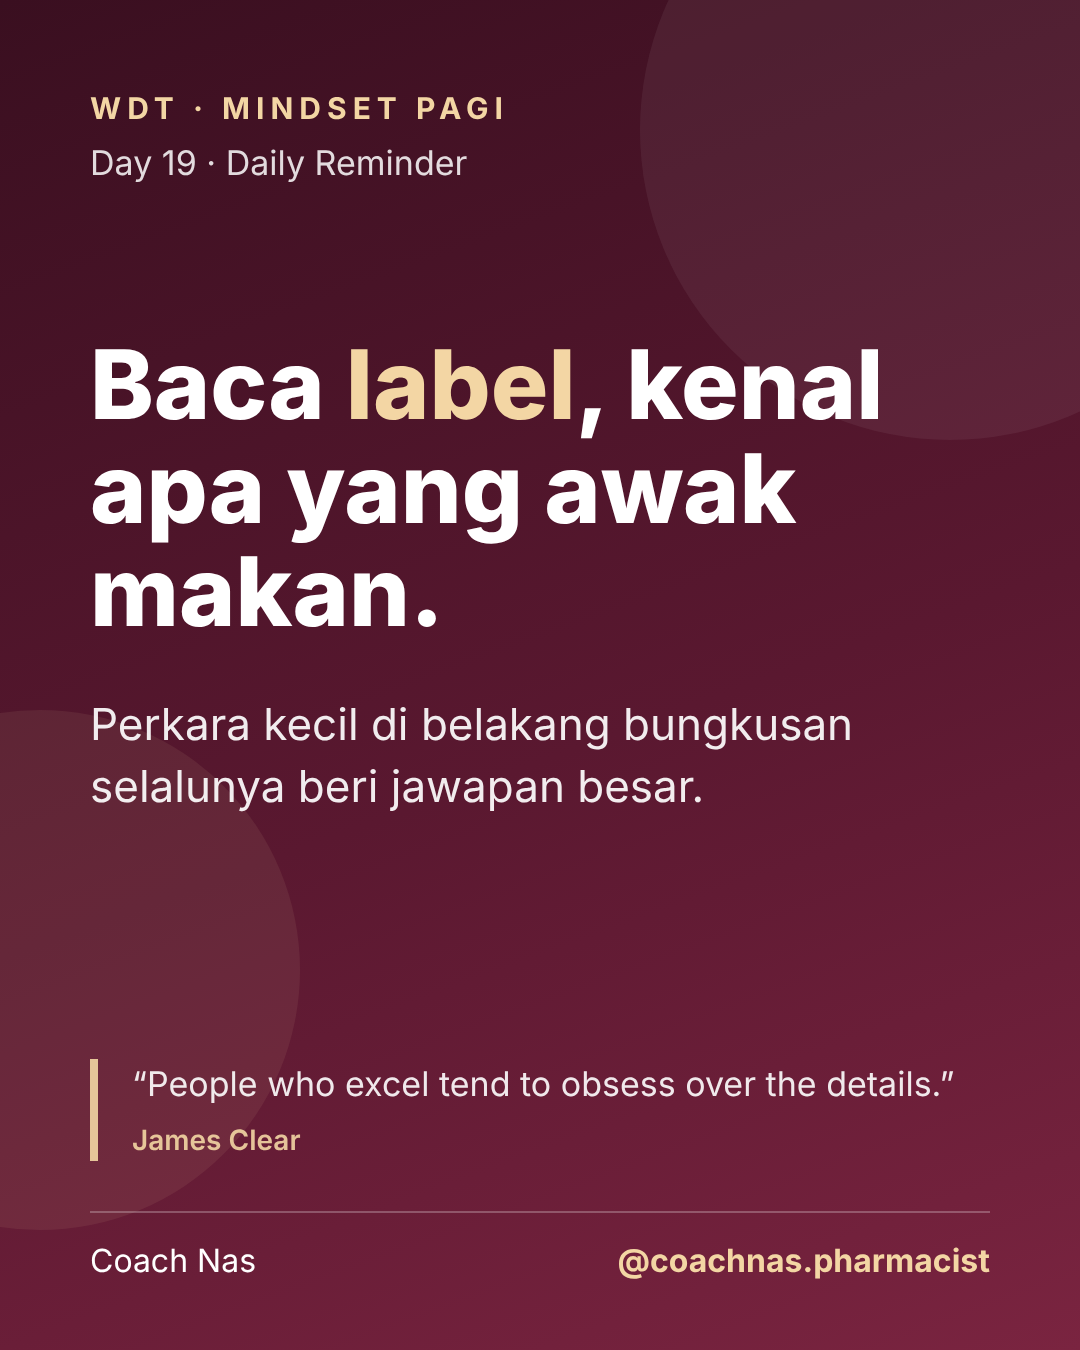 WDT · MINDSET PAGI
Day 19 · Daily Reminder
Baca label, kenal
apa yang awak
makan.
Perkara kecil di belakang bungkusan
selalunya beri jawapan besar.
“People who excel tend to obsess over the details.”
James Clear
Coach Nas
@coachnas.pharmacist